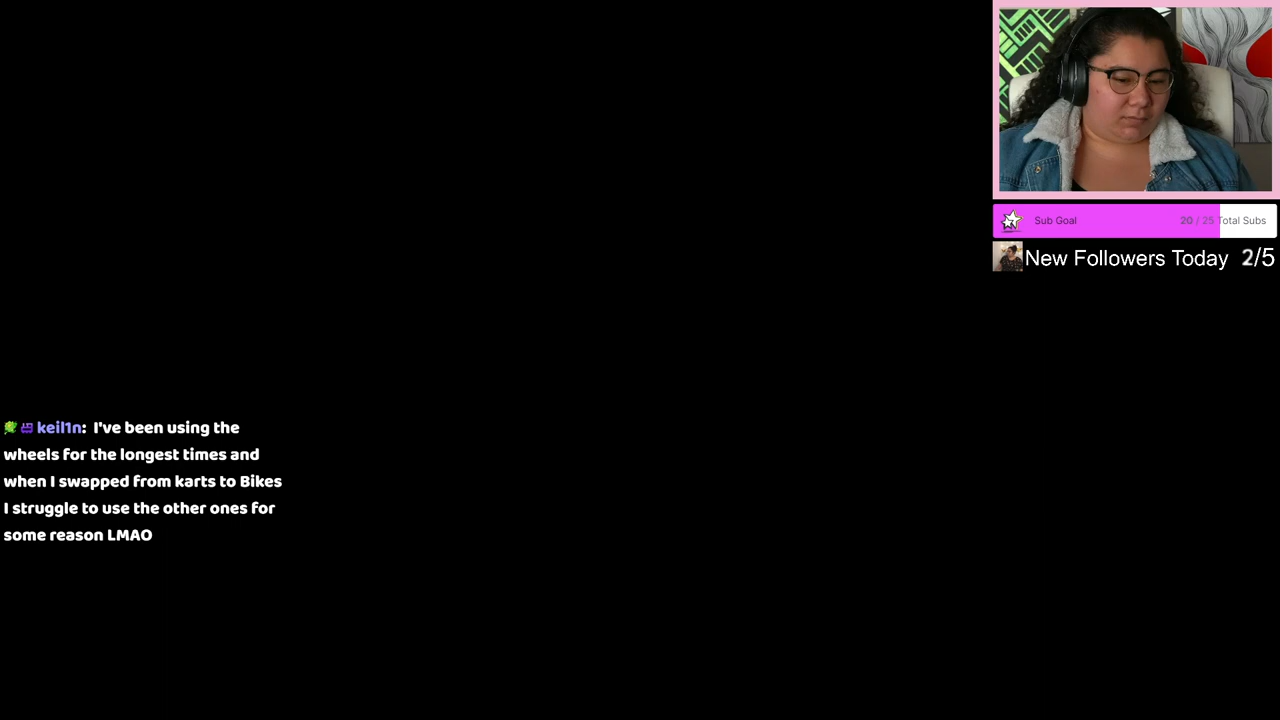 Sub Goal 20 / 25 Total Subs
New Followers Today 2/5
keil1n: I've been using the
wheels for the longest times and
when I swapped from karts to Bikes
I struggle to use the other ones for
some reason LMAO